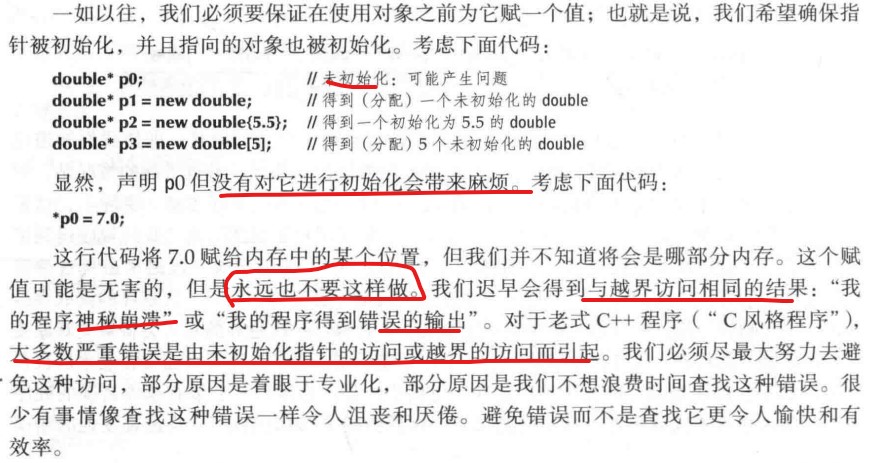 一如以往，我们必须要保证在使用对象之前为它赋一个值；也就是说，我们希望确保指
针被初始化，并且指向的对象也被初始化。考虑下面代码：
double* p0; // 未初始化：可能产生问题
double* p1 = new double; // 得到（分配）一个未初始化的 double
double* p2 = new double{5.5}; // 得到一个初始化为 5.5 的 double
double* p3 = new double[5]; // 得到（分配）5 个未初始化的 double
显然，声明 p0 但没有对它进行初始化会带来麻烦。考虑下面代码：
*p0 = 7.0;
这行代码将 7.0 赋给内存中的某个位置，但我们并不知道将会是哪部分内存。这个赋
值可能是无害的，但是永远也不要这样做。我们迟早会得到与越界访问相同的结果：“我
的程序神秘崩溃”或“我的程序得到错误的输出”。对于老式 C++ 程序（“C 风格程序”），
大多数严重错误是由未初始化指针的访问或越界的访问而引起。我们必须尽最大努力去避
免这种访问，部分原因是着眼于专业化，部分原因是我们不想浪费时间查找这种错误。很
少有事情像查找这种错误一样令人沮丧和厌倦。避免错误而不是查找它更令人愉快和有
效率。